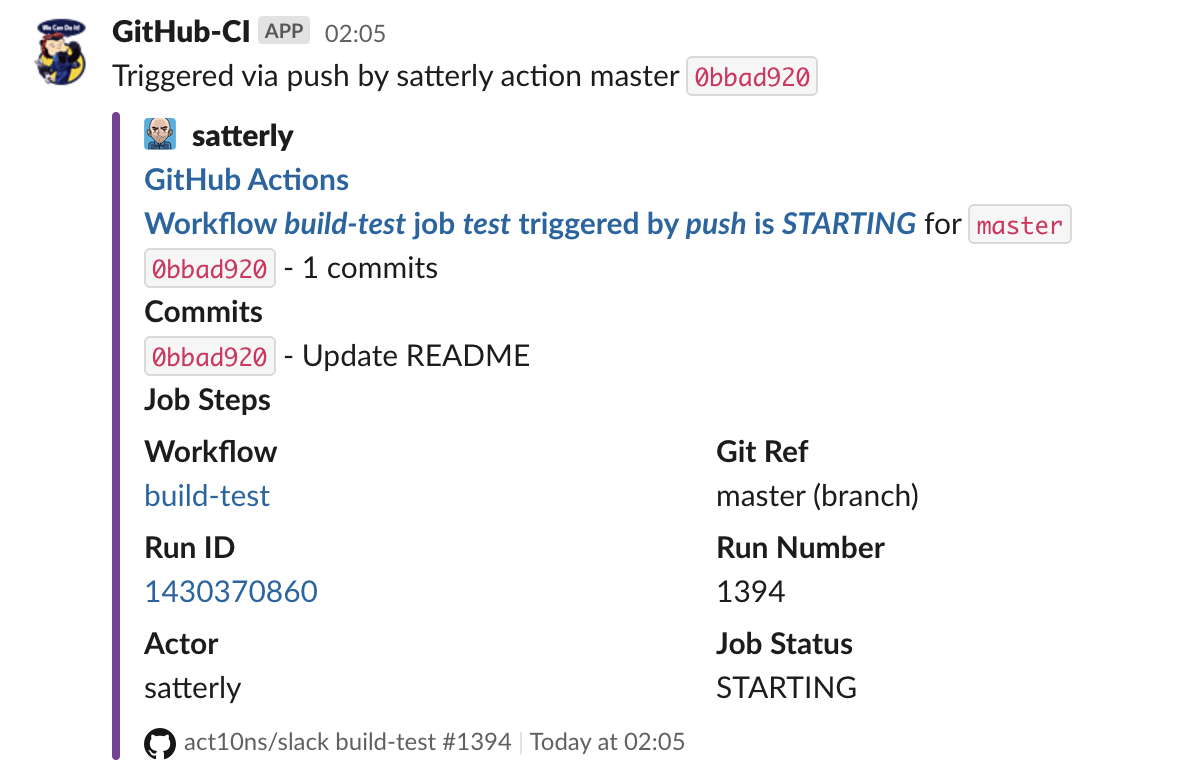 We Can Do It!
GitHub-CI APP 02:05
Triggered via push by satterly action master 0bbad920
satterly
GitHub Actions
Workflow build-test job test triggered by push is STARTING for master
0bbad920 - 1 commits
Commits
0bbad920 - Update README
Job Steps
Workflow
Git Ref
build-test
master (branch)
Run ID
Run Number
1430370860
1394
Actor
Job Status
satterly
STARTING
act10ns/slack build-test #1394 | Today at 02:05